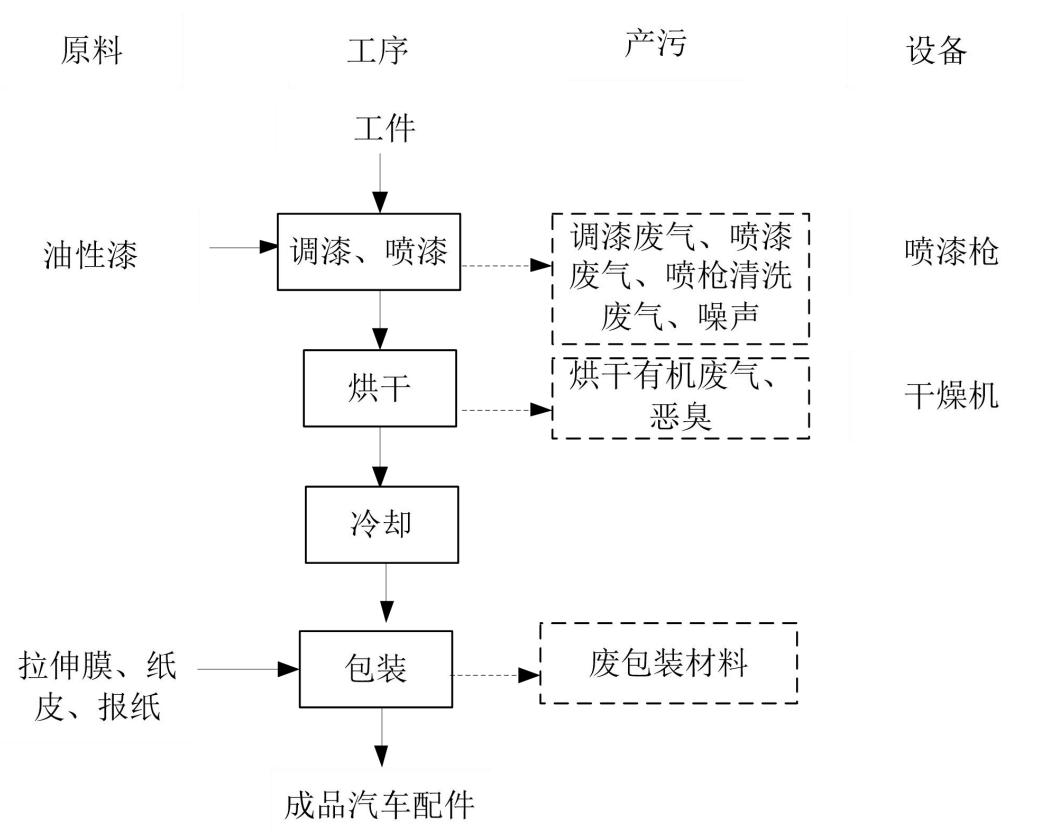 原料 工序 产污 设备
工件
油性漆
调漆、喷漆
调漆废气、喷漆
废气、喷枪清洗
废气、噪声
喷漆枪
烘干
烘干有机废气、
恶臭
干燥机
冷却
拉伸膜、纸
皮、报纸
包装
废包装材料
成品汽车配件